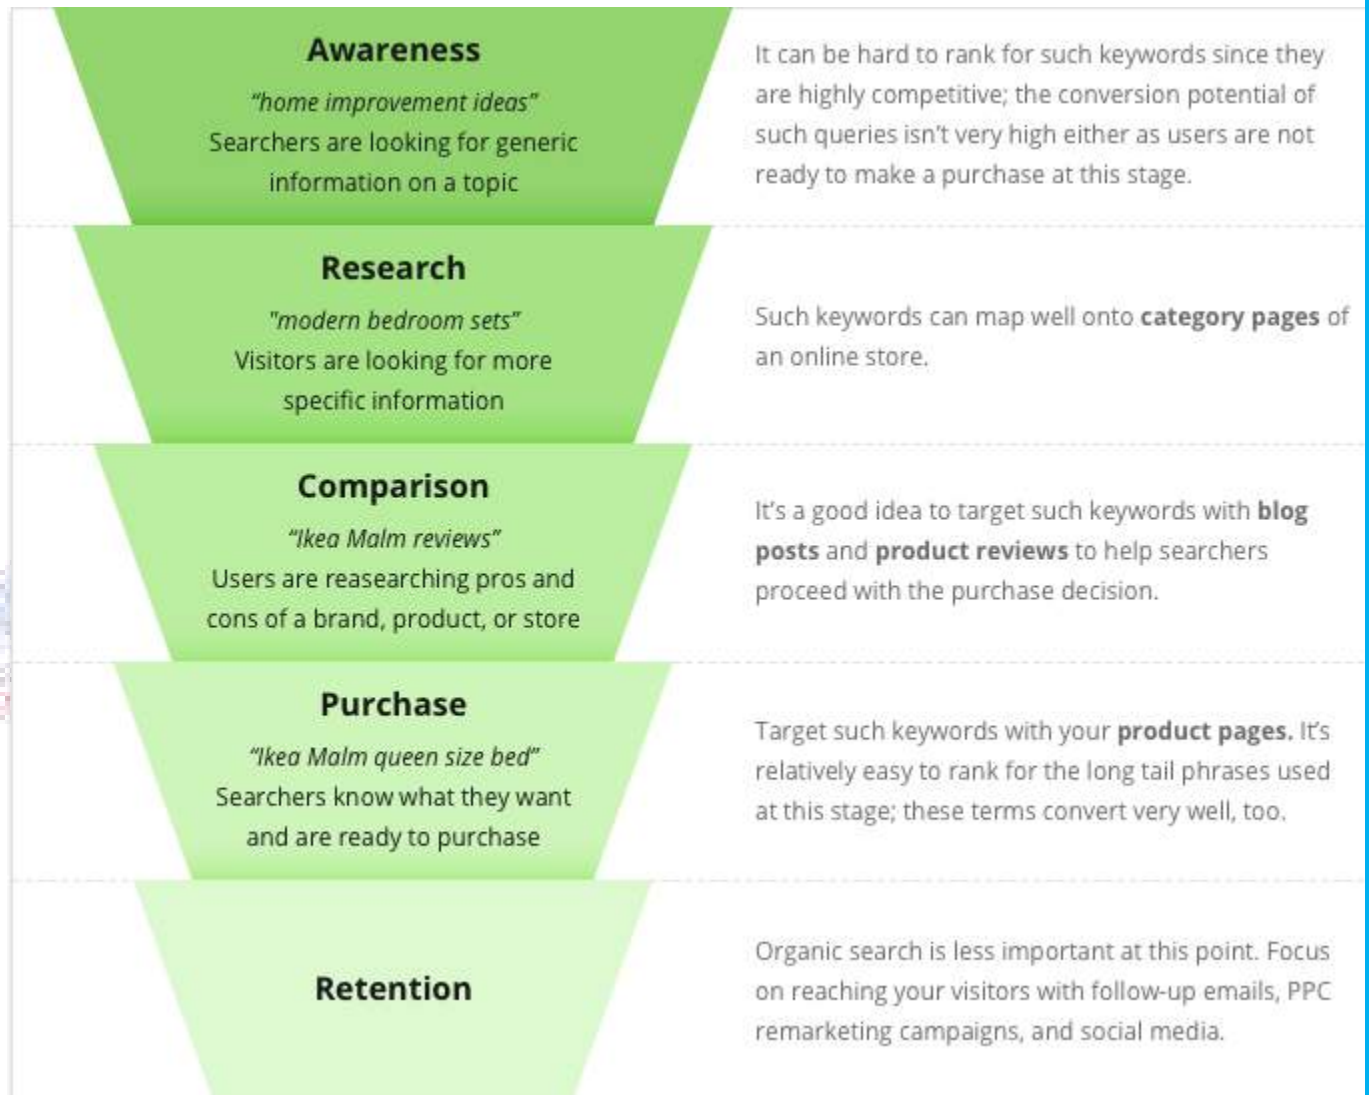 Awareness
“home improvement ideas”
Searchers are looking for generic
information on a topic
It can be hard to rank for such keywords since they
are highly competitive; the conversion potential of
such queries isn’t very high either as users are not
ready to make a purchase at this stage.
Research
"modern bedroom sets”
Visitors are looking for more
specific information
Such keywords can map well onto category pages of
an online store.
Comparison
“Ikea Malm reviews”
Users are reasearching pros and
cons of a brand, product, or store
It’s a good idea to target such keywords with blog
posts and product reviews to help searchers
proceed with the purchase decision.
Purchase
“Ikea Malm queen size bed”
Searchers know what they want
and are ready to purchase
Target such keywords with your product pages. It’s
relatively easy to rank for the long tail phrases used
at this stage; these terms convert very well, too.
Retention
Organic search is less important at this point. Focus
on reaching your visitors with follow-up emails, PPC
remarketing campaigns, and social media.